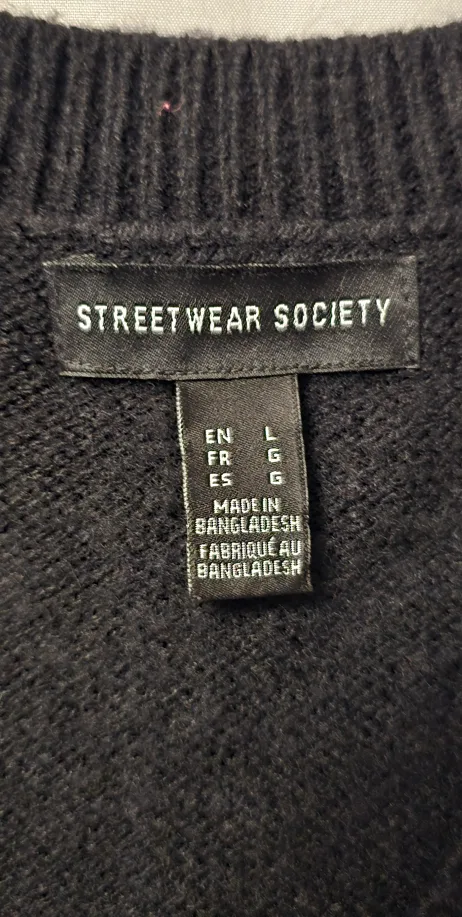 STREETWEAR SOCIETY
EN L
FR G
ES G
MADE IN
BANGLADESH
FABRIQUÉ AU
BANGLADESH